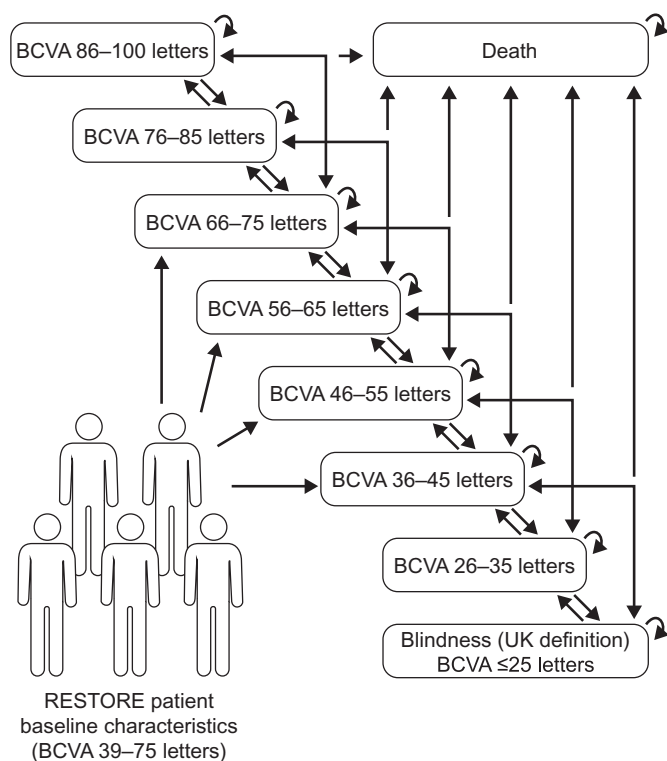 BCVA 86–100 letters
Death
BCVA 76–85 letters
BCVA 66–75 letters
BCVA 56–65 letters
BCVA 46–55 letters
BCVA 36–45 letters
BCVA 26–35 letters
Blindness (UK definition)
BCVA ≤25 letters
RESTORE patient
baseline characteristics
(BCVA 39–75 letters)